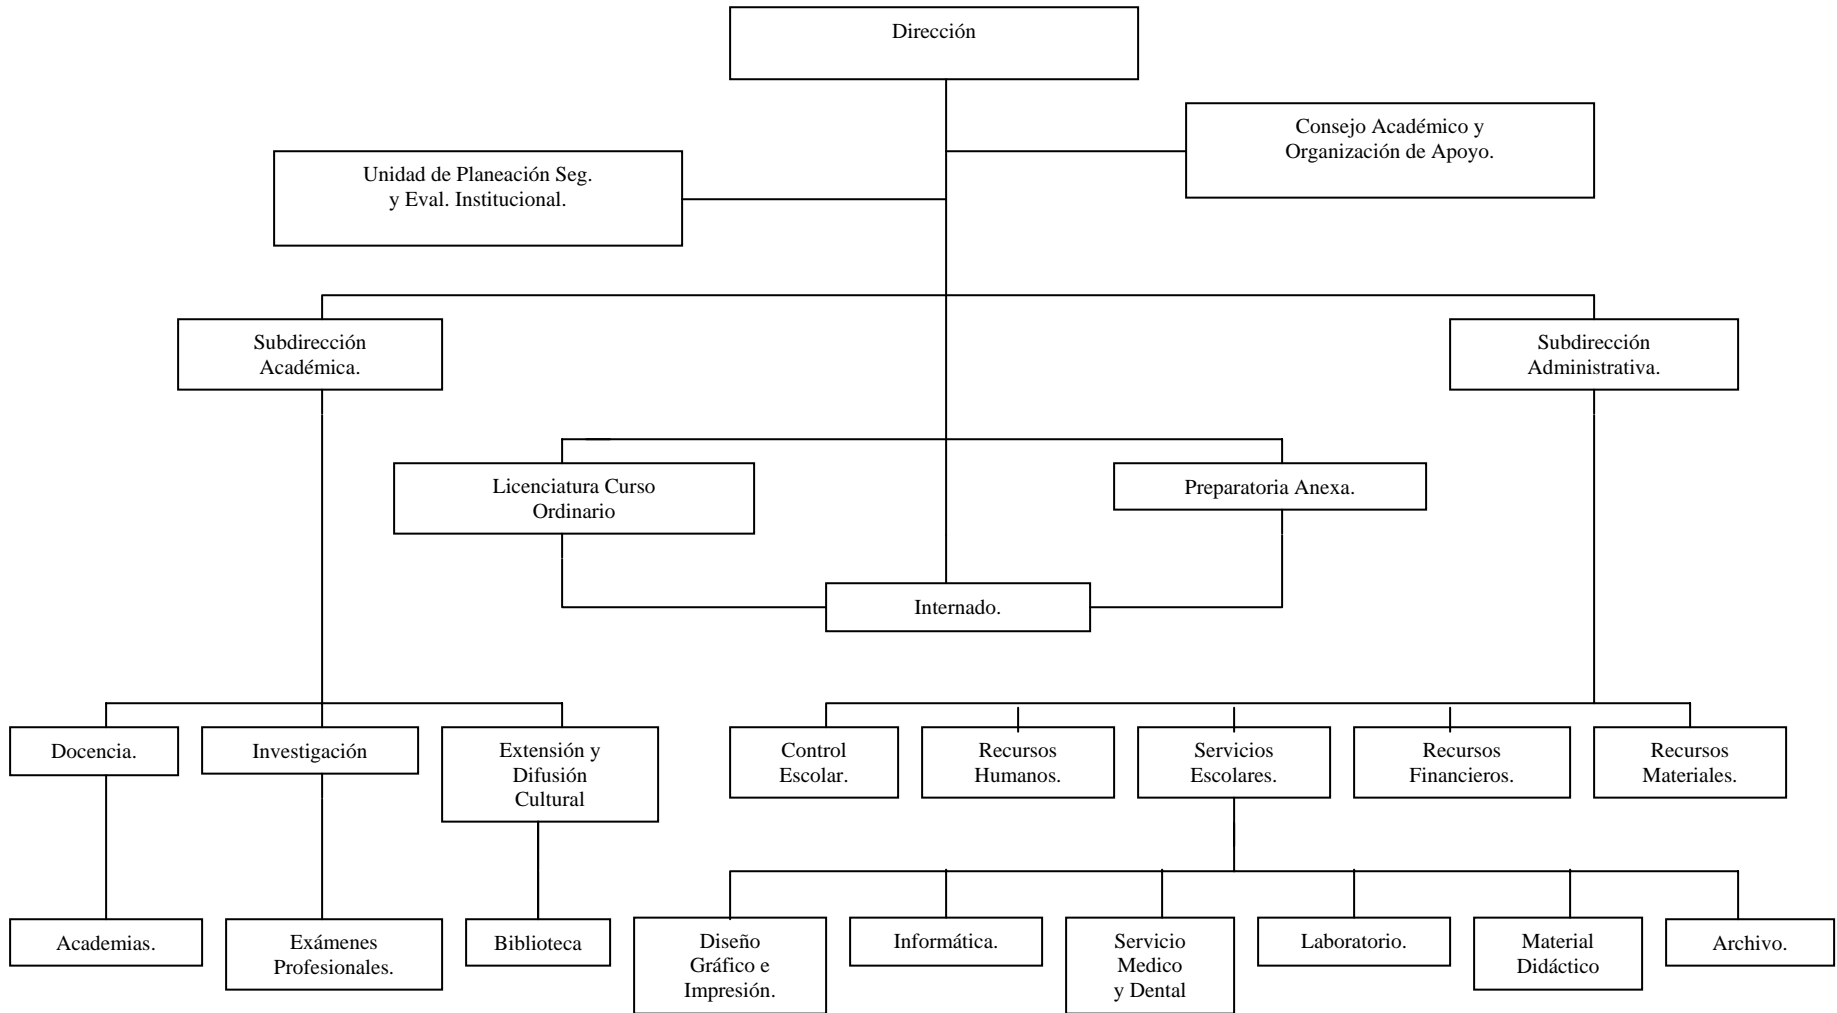 Dirección
Consejo Académico y
Organización de Apoyo.
Unidad de Planeación Seg.
y Eval. Institucional.
Subdirección
Académica.
Subdirección
Administrativa.
Licenciatura Curso
Ordinario
Preparatoria Anexa.
Internado.
Docencia.
Investigación
Extensión y
Difusión
Cultural
Control
Escolar.
Recursos
Humanos.
Servicios
Escolares.
Recursos
Financieros.
Recursos
Materiales.
Academias.
Exámenes
Profesionales.
Biblioteca
Diseño
Gráfico e
Impresión.
Informática.
Servicio
Medico
y Dental
Laboratorio.
Material
Didáctico
Archivo.